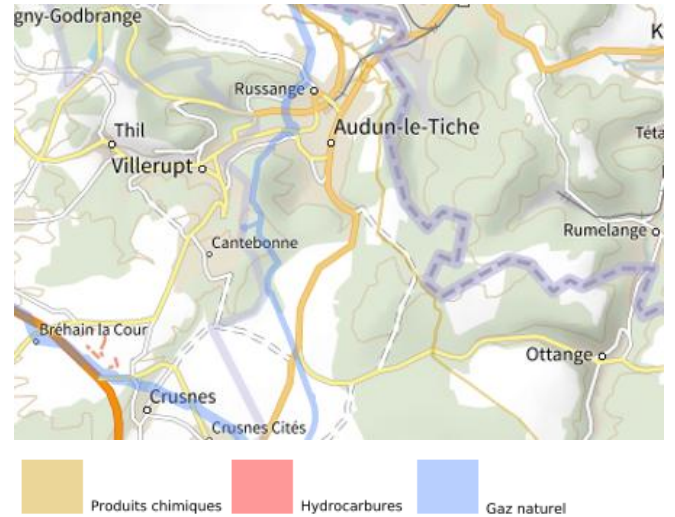 gny-Godbrange
K
Russange
Audun-le-Tiche
Thil
Téta
Villerupt
Rumelange
Cantebonne
Bréhain la Cour
Ottange
Crusnes
Crusnes Cités
Produits chimiques
Hydrocarbures
Gaz naturel